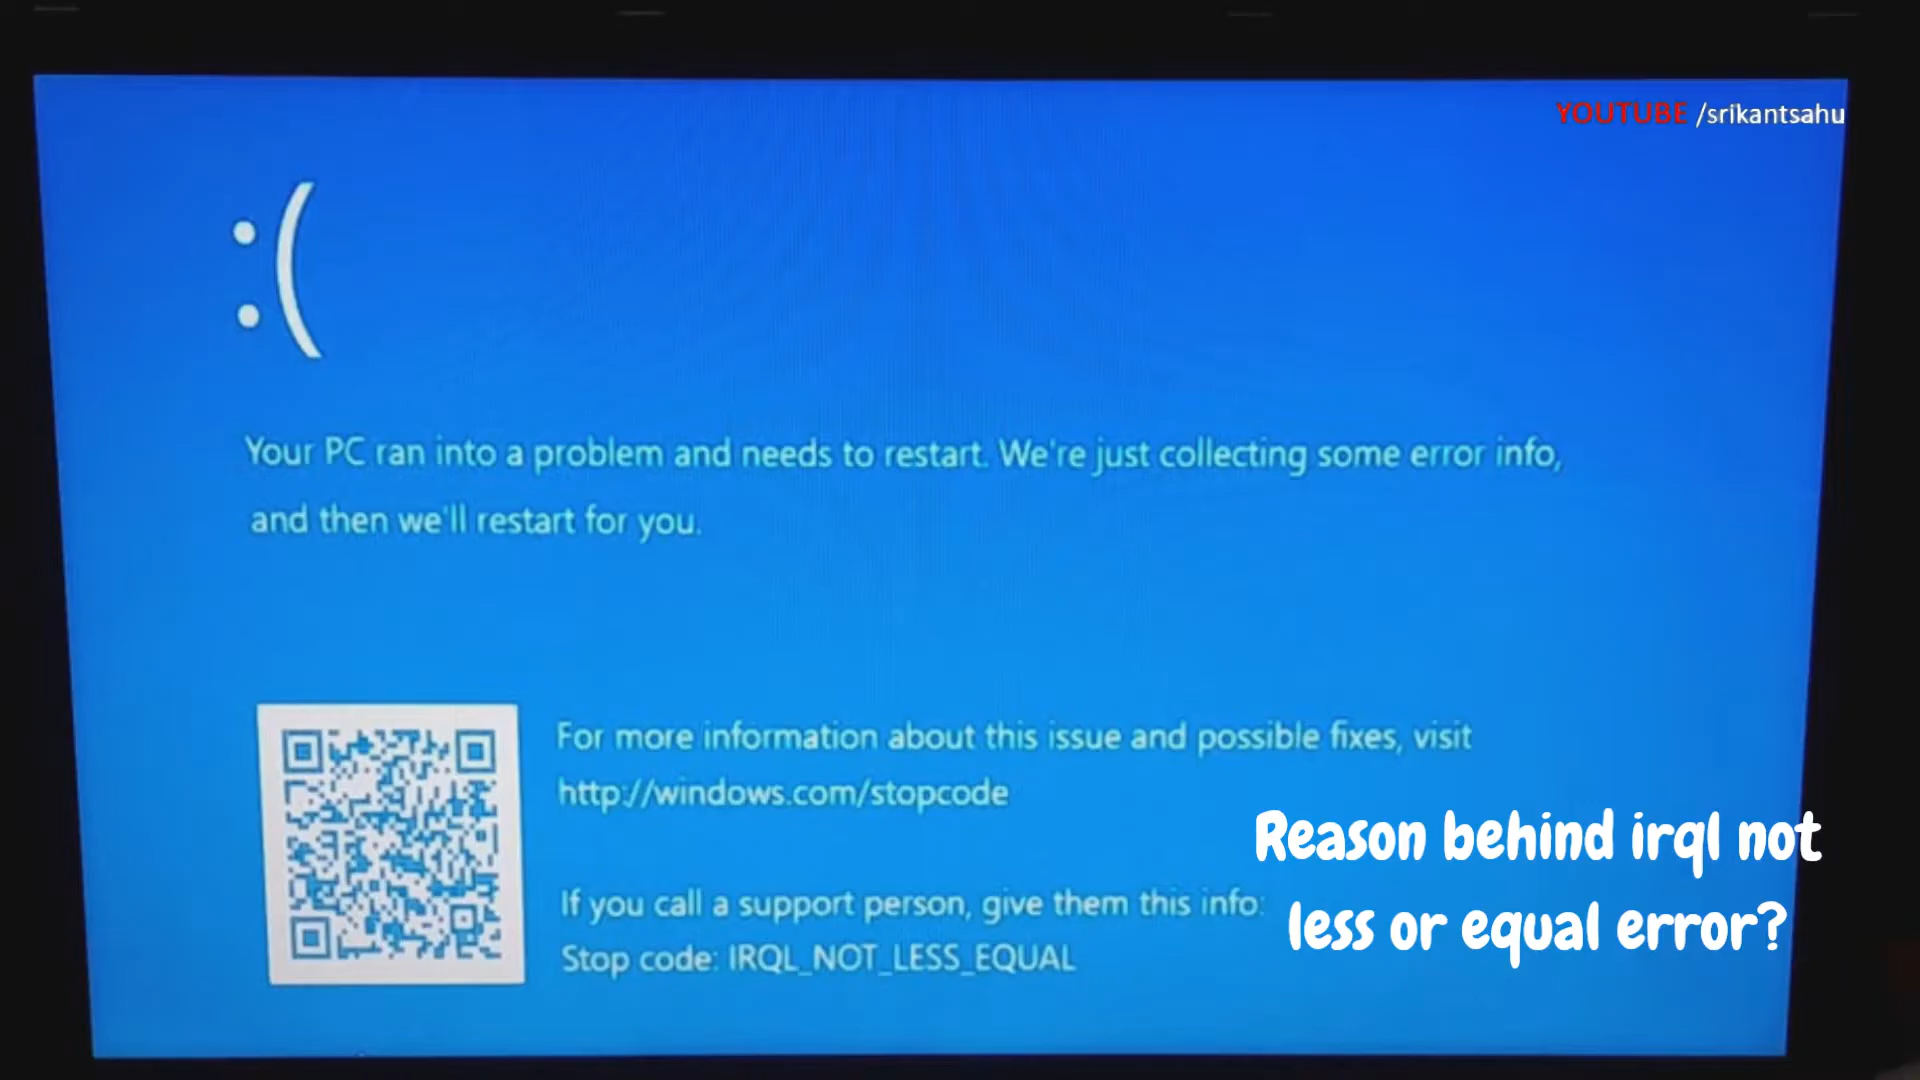 YOUTUBE /srikantsahu
:(
Your PC ran into a problem and needs to restart. We're just collecting some error info,
and then we'll restart for you.
For more information about this issue and possible fixes, visit
http://windows.com/stopcode
If you call a support person, give them this info:
Stop code: IRQL_NOT_LESS_EQUAL
Reason behind irql not
less or equal error?